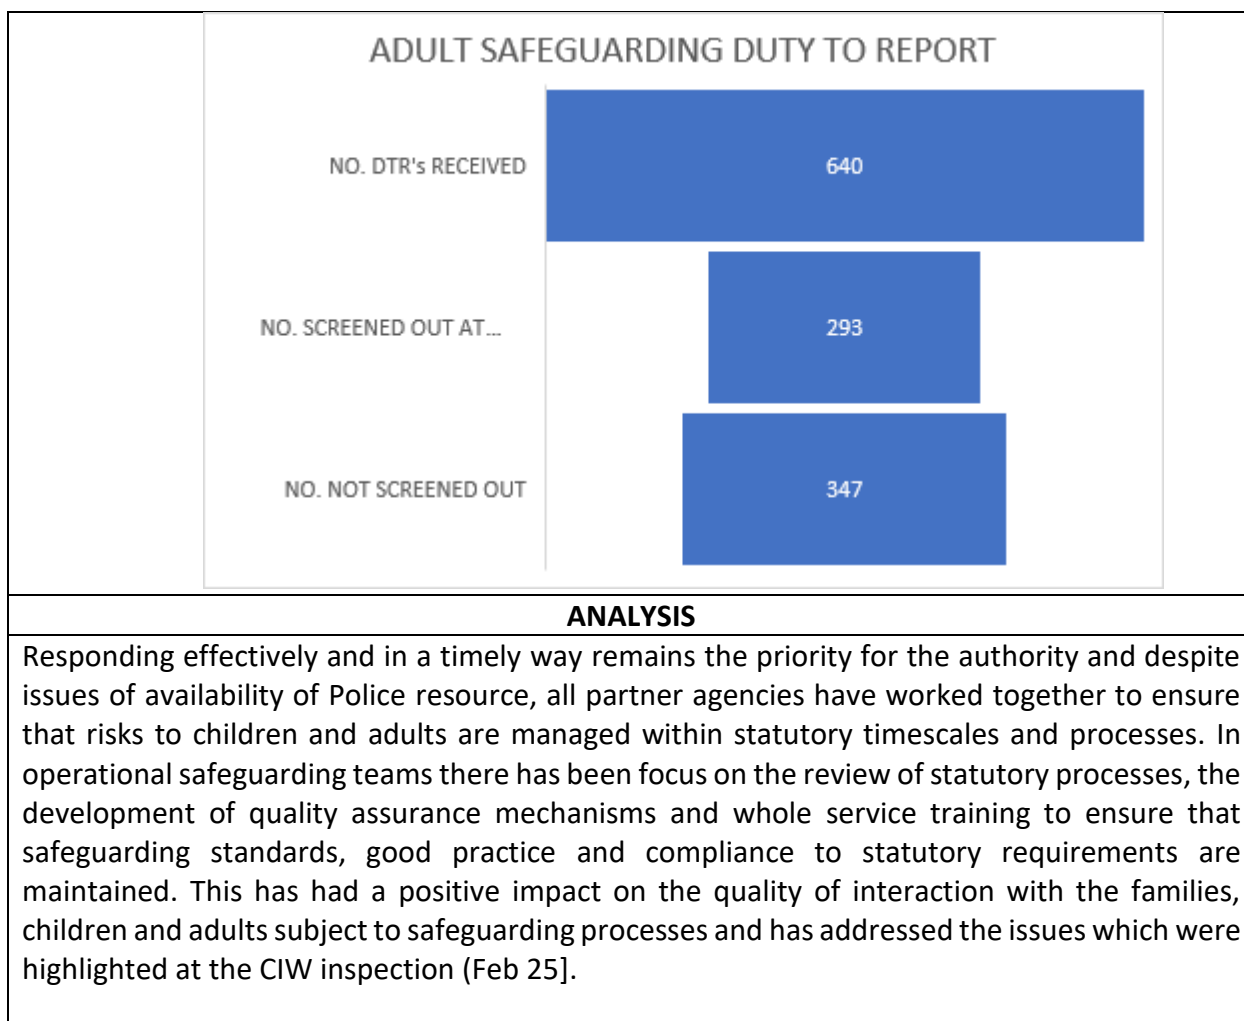 ADULT SAFEGUARDING DUTY TO REPORT
NO. DTR's RECEIVED
640
NO. SCREENED OUT AT...
293
NO. NOT SCREENED OUT
347
ANALYSIS
Responding effectively and in a timely way remains the priority for the authority and despite
issues of availability of Police resource, all partner agencies have worked together to ensure
that risks to children and adults are managed within statutory timescales and processes. In
operational safeguarding teams there has been focus on the review of statutory processes, the
development of quality assurance mechanisms and whole service training to ensure that
safeguarding standards, good practice and compliance to statutory requirements are
maintained. This has had a positive impact on the quality of interaction with the families,
children and adults subject to safeguarding processes and has addressed the issues which were
highlighted at the CIW inspection (Feb 25].